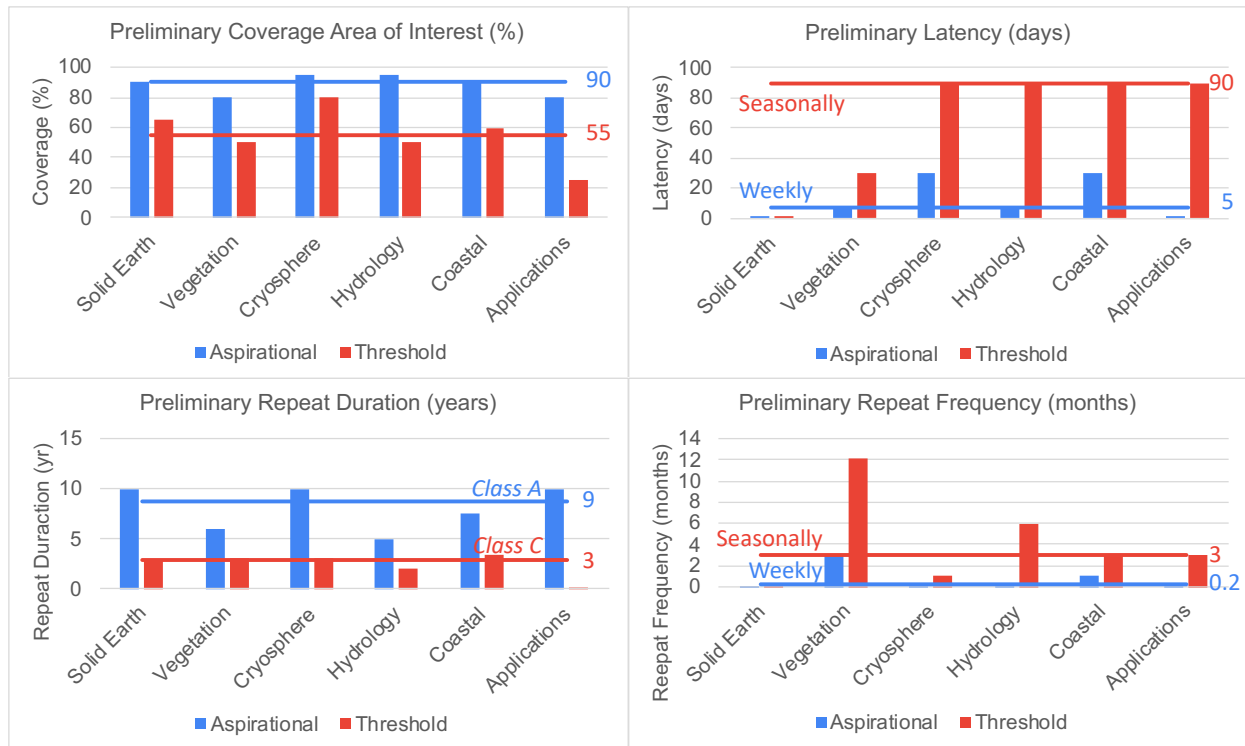 Preliminary Coverage Area of Interest (%)
Coverage (%)
100
80
60
40
20
0
90
55
Solid Earth
Vegetation
Cryosphere
Hydrology
Coastal
Applications
Aspirational Threshold
Preliminary Latency (days)
Latency (days)
100
80
60
40
20
0
Seasonally
90
Weekly
5
Solid Earth
Vegetation
Cryosphere
Hydrology
Coastal
Applications
Aspirational Threshold
Preliminary Repeat Duration (years)
Repeat Duraction (yr)
15
10
5
0
Class A
9
Class C
3
Solid Earth
Vegetation
Cryosphere
Hydrology
Coastal
Applications
Aspirational Threshold
Preliminary Repeat Frequency (months)
Reepat Frequency (months)
14
12
10
8
6
4
2
0
Seasonally
3
Weekly
0.2
Solid Earth
Vegetation
Cryosphere
Hydrology
Coastal
Applications
Aspirational Threshold